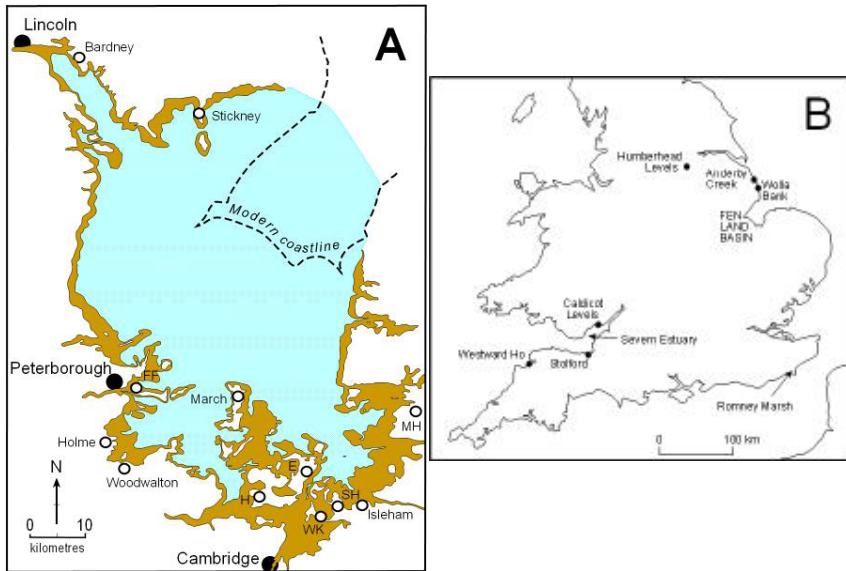 A
Lincoln
Bardney
Stickney
Modern coastline
Peterborough
FF
March
MH
Holme
E
N
Woodwalton
H
SH
Isleham
WK
0 10
kilometres
Cambridge
B
Humberhead
Levels
Anderby
Creek
Wolla
Bank
FEN
LAND
BASIN
Caldicot
Levels
Severn Estuary
Westward Ho
Stolford
Romney Marsh
0 100 km